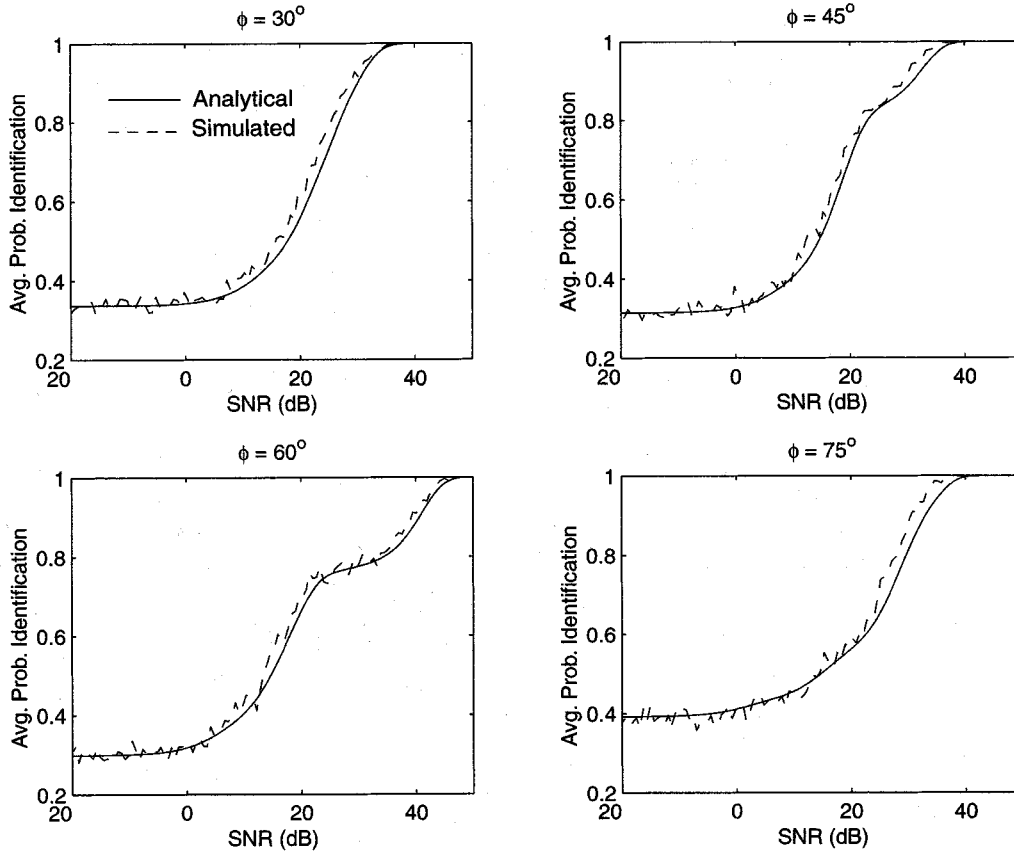 ϕ = 30°
1
0.8
0.6
0.4
0.2
20
0
20
40
Avg. Prob. Identification
SNR (dB)
Analytical
Simulated
ϕ = 45°
1
0.8
0.6
0.4
0.2
20
0
20
40
Avg. Prob. Identification
SNR (dB)
ϕ = 60°
1
0.8
0.6
0.4
0.2
20
0
20
40
Avg. Prob. Identification
SNR (dB)
ϕ = 75°
1
0.8
0.6
0.4
0.2
20
0
20
40
Avg. Prob. Identification
SNR (dB)